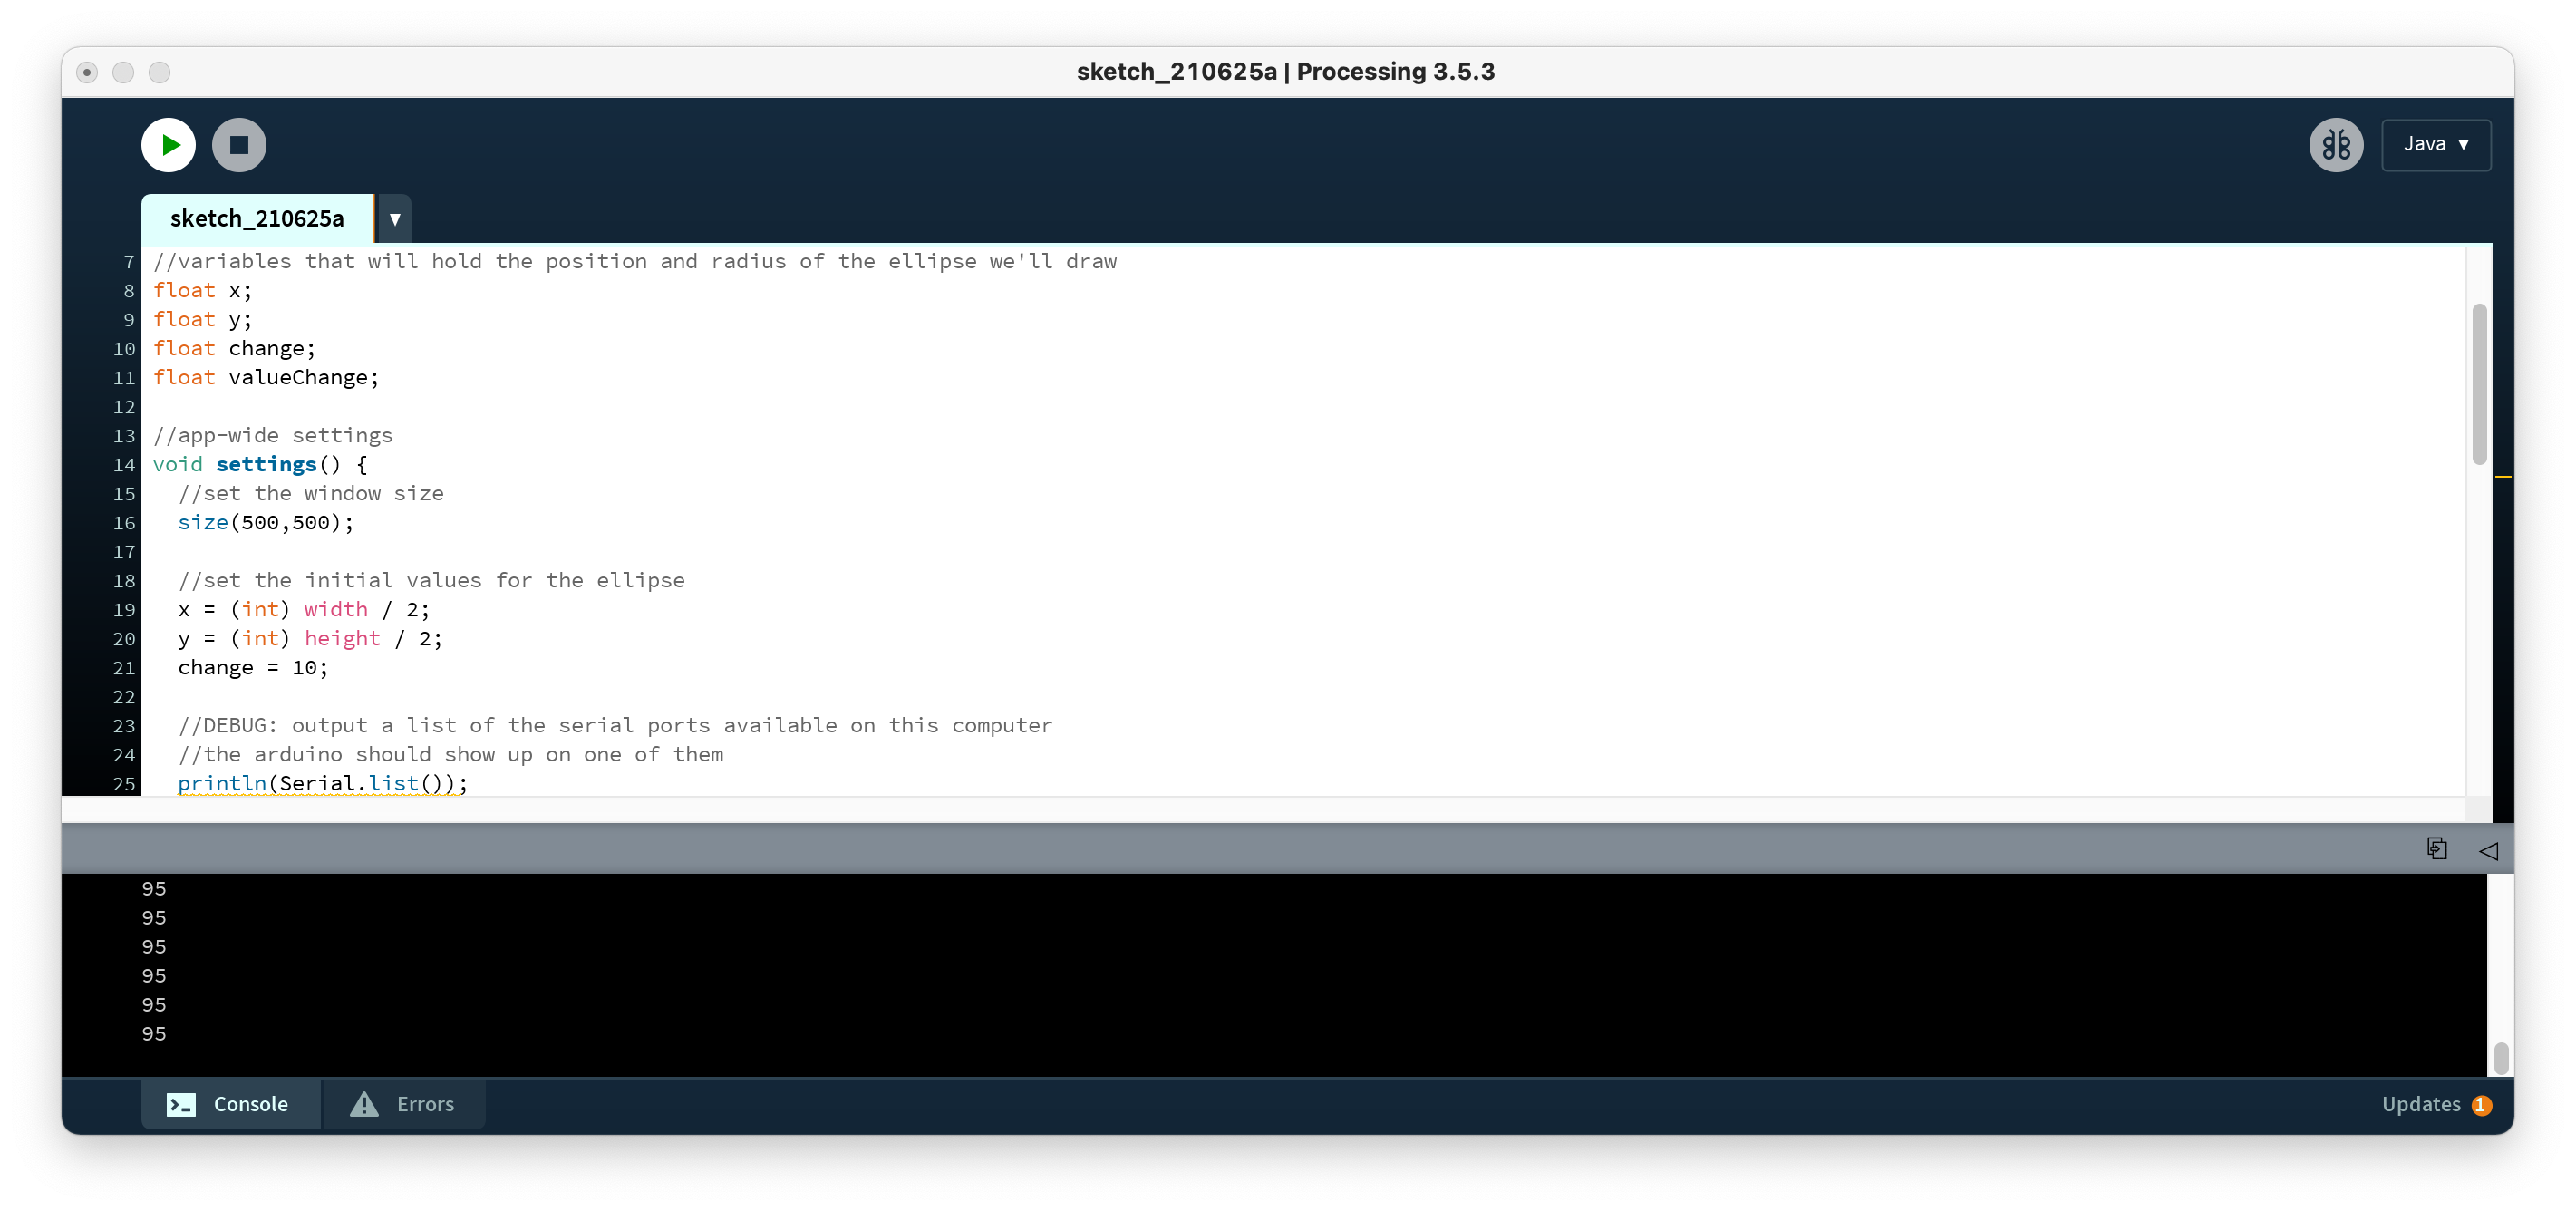 sketch_210625a | Processing 3.5.3
Java ▼
sketch_210625a ▼
7 //variables that will hold the position and radius of the ellipse we'll draw
8 float x;
9 float y;
10 float change;
11 float valueChange;
12
13 //app-wide settings
14 void settings() {
15   //set the window size
16   size(500,500);
17
18   //set the initial values for the ellipse
19   x = (int) width / 2;
20   y = (int) height / 2;
21   change = 10;
22
23   //DEBUG: output a list of the serial ports available on this computer
24   //the arduino should show up on one of them
25   println(Serial.list());
95
95
95
95
95
95
Console Errors Updates 1